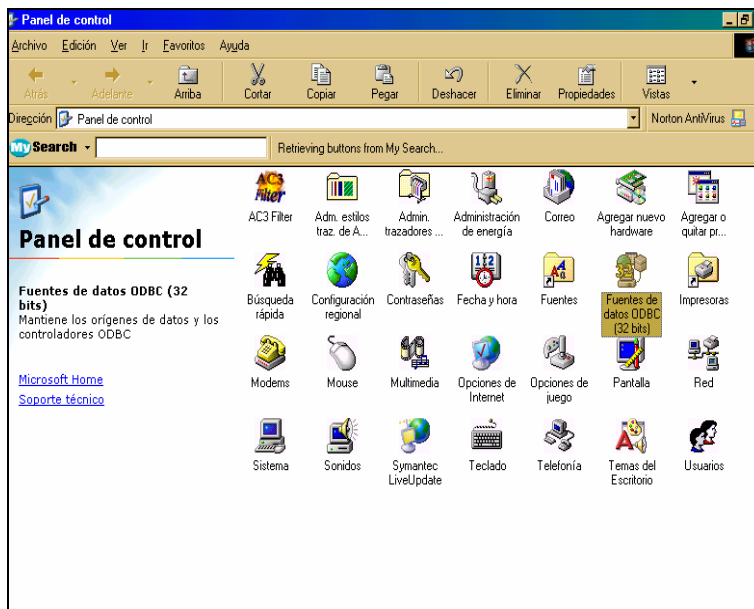 Panel de control
Archivo Edición Ver Ir Favoritos Ayuda
Atrás Adelante Arriba Cortar Copiar Pegar Deshacer Eliminar Propiedades Vistas
Dirección Panel de control Norton AntiVirus
My Search Retrieving buttons from My Search...
Panel de control
Fuentes de datos ODBC (32
bits)
Mantiene los orígenes de datos y los
controladores ODBC
Microsoft Home
Soporte técnico
AC3 Filter
AC3 Filter
Adm. estilos
traz. de A...
Admin.
trazadores ...
Administración
de energía
Correo
Agregar nuevo
hardware
Agregar o
quitar pr...
Búsqueda
rápida
Configuración
regional
Contraseñas
Fecha y hora
Fuentes
32
Fuentes de
datos ODBC
(32 bits)
Impresoras
Modems
Mouse
Multimedia
Opciones de
Internet
Opciones de
juego
Pantalla
Red
Sistema
Sonidos
Symantec
LiveUpdate
Teclado
Telefonía
Temas del
Escritorio
Usuarios